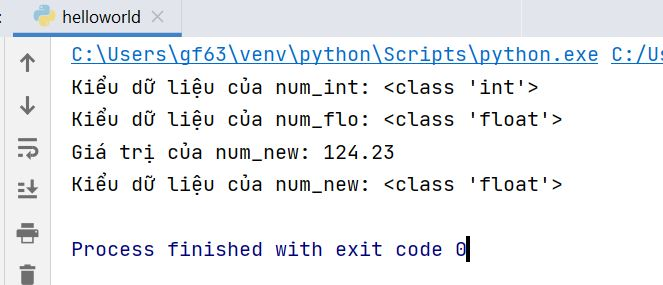 helloworld
C:\Users\gf63\venv\python\Scripts\python.exe C:/Us
Kiểu dữ liệu của num_int: <class 'int'>
Kiểu dữ liệu của num_flo: <class 'float'>
Giá trị của num_new: 124.23
Kiểu dữ liệu của num_new: <class 'float'>
Process finished with exit code 0